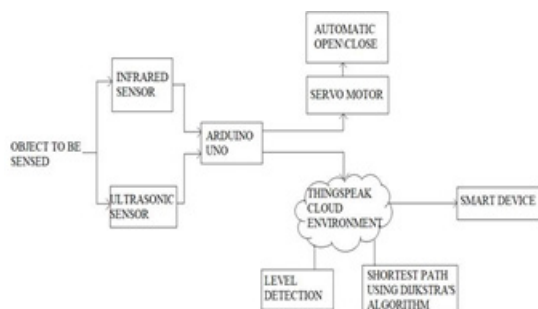 AUTOMATIC
OPEN\CLOSE
INFRARED
SENSOR
SERVO MOTOR
ARDUINO
UNO
OBJECT TO BE
SENSED
THINGSPEAK
CLOUD
ENVIRONMENT
ULTRASONIC
SENSOR
SMART DEVICE
LEVEL
DETECTION
SHORTEST PATH
USING DIJKSTRA'S
ALGORITHM